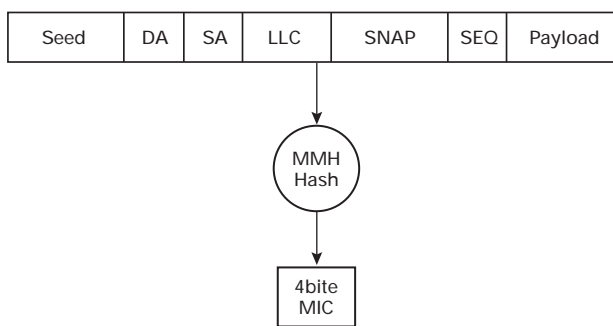 Seed DA SA LLC SNAP SEQ Payload
MMH
Hash
4bite
MIC